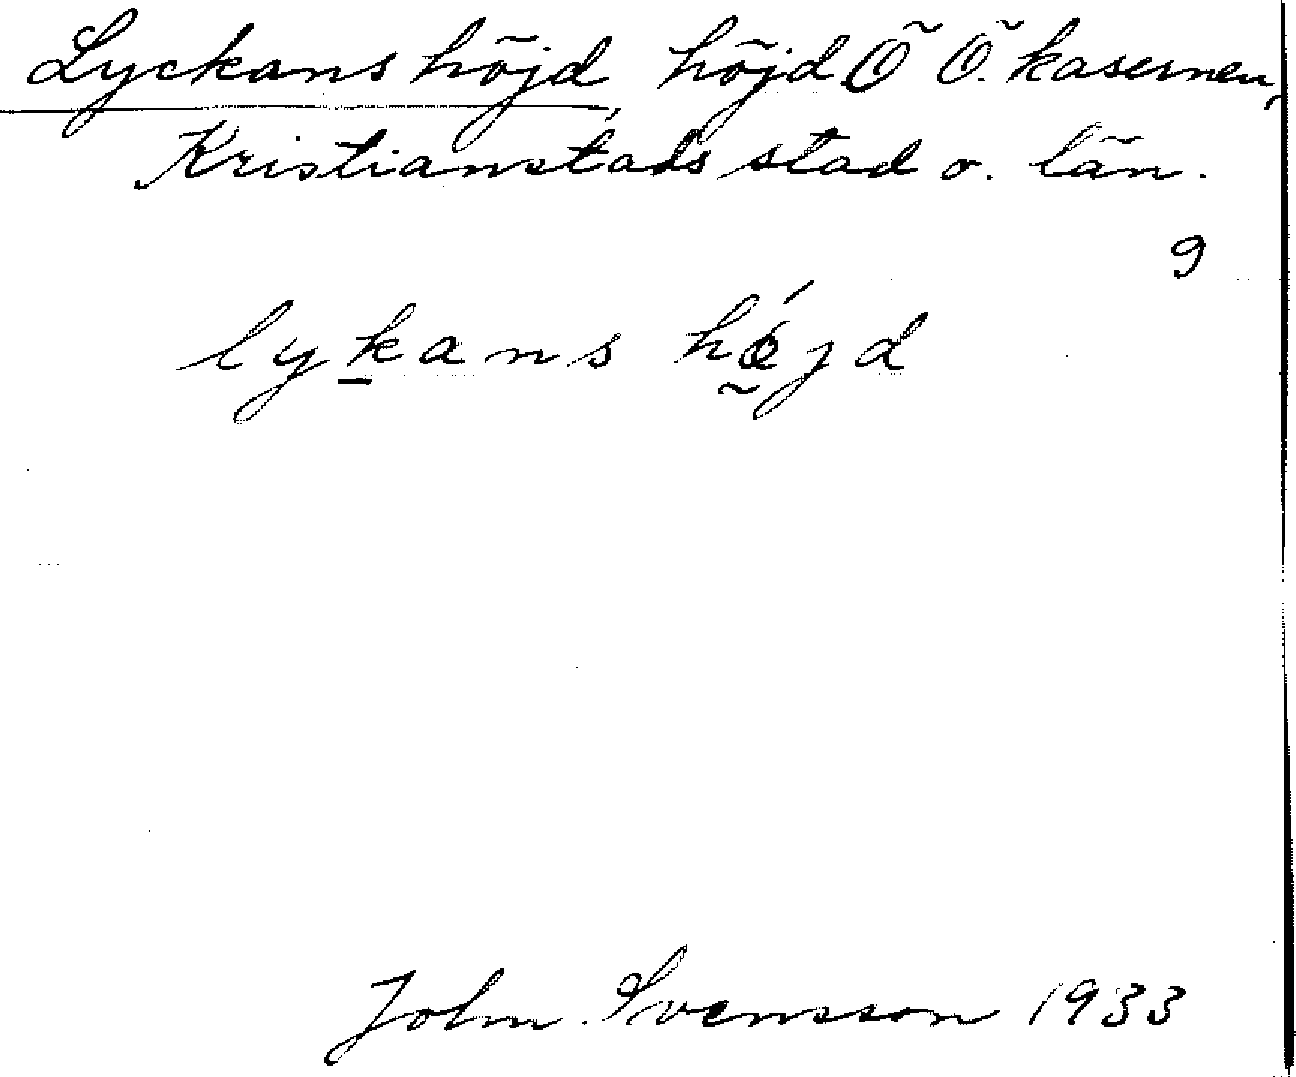 Lyckans höjd, höjd Ö Ö. kasernen,
Kristianstads stad o. län.
9
lykans höjd
John Svensson 1933